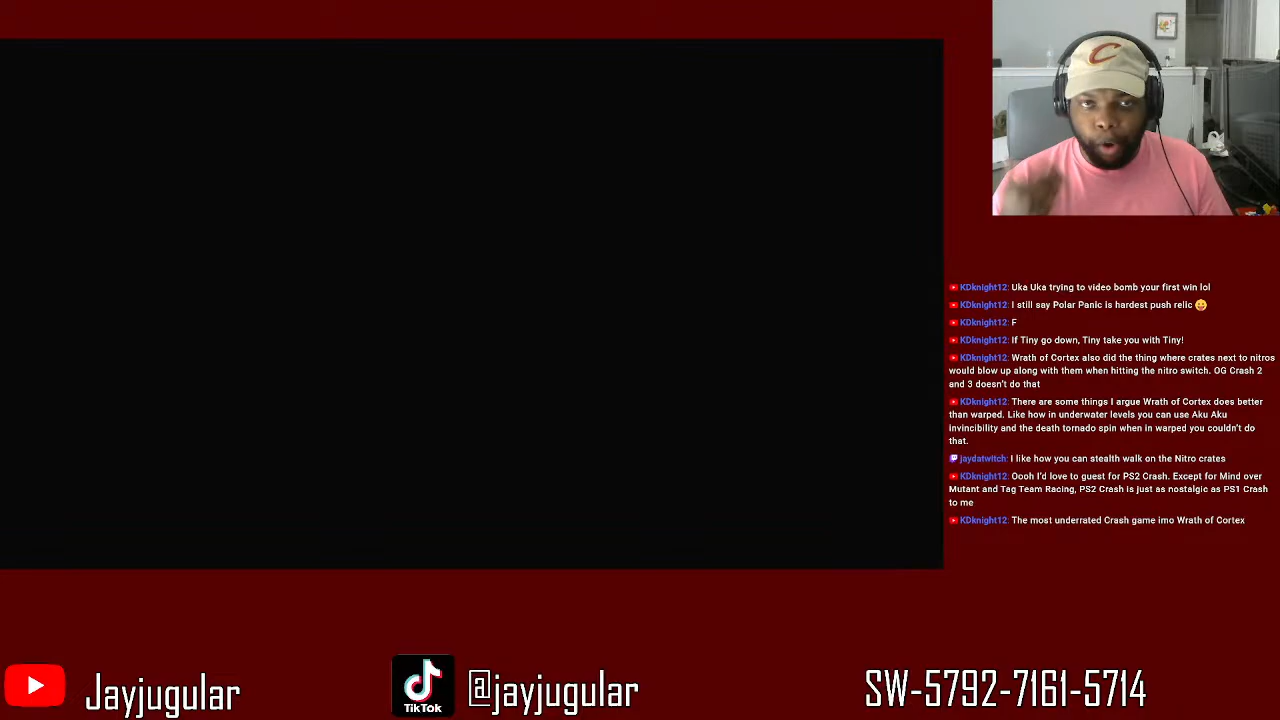 C
KDknight12: Uka Uka trying to video bomb your first win lol
KDknight12: I still say Polar Panic is hardest push relic 😛
KDknight12: F
KDknight12: If Tiny go down, Tiny take you with Tiny!
KDknight12: Wrath of Cortex also did the thing where crates next to nitros
would blow up along with them when hitting the nitro switch. OG Crash 2
and 3 doesn't do that
KDknight12: There are some things I argue Wrath of Cortex does better
than warped. Like how in underwater levels you can use Aku Aku
invincibility and the death tornado spin when in warped you couldn't do
that.
jaydatwitch: I like how you can stealth walk on the Nitro crates
KDknight12: Oooh I'd love to guest for PS2 Crash. Except for Mind over
Mutant and Tag Team Racing, PS2 Crash is just as nostalgic as PS1 Crash
to me
KDknight12: The most underrated Crash game imo Wrath of Cortex
Jayjugular
TikTok
@jayjugular
SW-5792-7161-5714